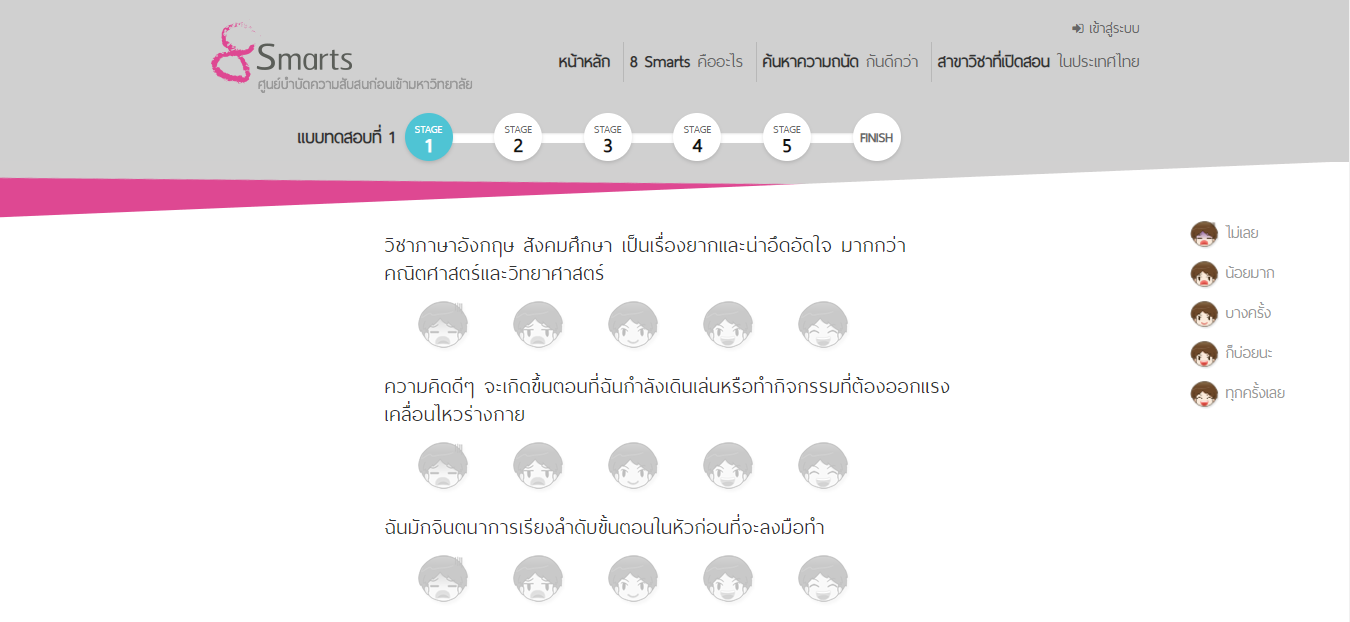 เข้าสู่ระบบ
8 Smarts
ศูนย์บำบัดความสับสนก่อนเข้ามหาวิทยาลัย
หน้าหลัก 8 Smarts คืออะไร ค้นหาความถนัด กันดีกว่า สาขาวิชาที่เปิดสอน ในประเทศไทย
แบบทดสอบที่ 1
STAGE 1
STAGE 2
STAGE 3
STAGE 4
STAGE 5
FINISH
วิชาภาษาอังกฤษ สังคมศึกษา เป็นเรื่องยากและน่าอึดอัดใจ มากกว่า
คณิตศาสตร์และวิทยาศาสตร์
ความคิดดีๆ จะเกิดขึ้นตอนที่ฉันกำลังเดินเล่นหรือทำกิจกรรมที่ต้องออกแรง
เคลื่อนไหวร่างกาย
ฉันมักจินตนาการเรียงลำดับขั้นตอนในหัวก่อนที่จะลงมือทำ
ไม่เลย
น้อยมาก
บางครั้ง
ก็บ่อยนะ
ทุกครั้งเลย